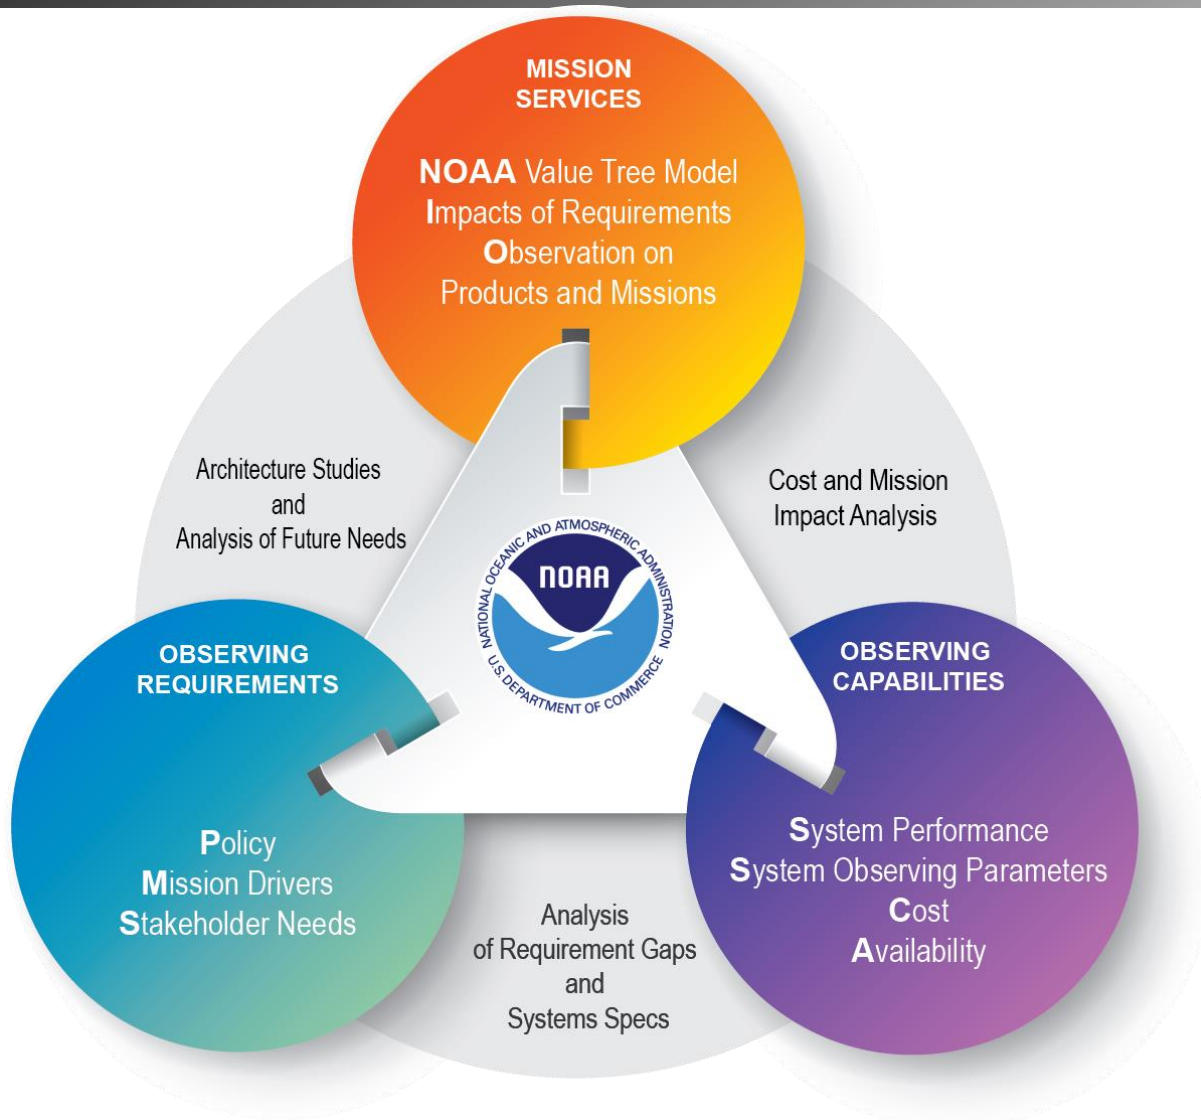 MISSION
SERVICES
NOAA Value Tree Model
Impacts of Requirements
Observation on
Products and Missions
Architecture Studies
and
Analysis of Future Needs
Cost and Mission
Impact Analysis
NATIONAL OCEANIC AND ATMOSPHERIC ADMINISTRATION
NOAA
U.S. DEPARTMENT OF COMMERCE
OBSERVING
REQUIREMENTS
Policy
Mission Drivers
Stakeholder Needs
OBSERVING
CAPABILITIES
System Performance
System Observing Parameters
Cost
Availability
Analysis
of Requirement Gaps
and
Systems Specs